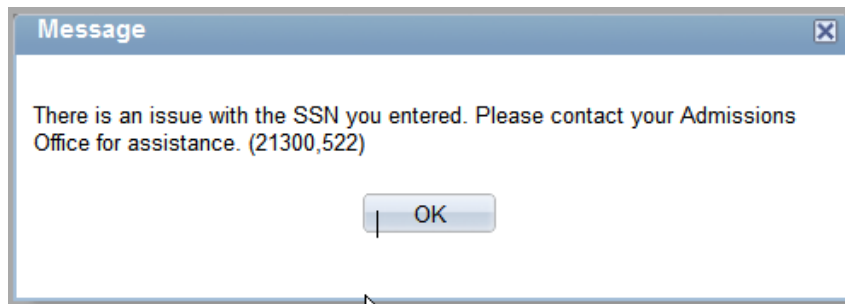 Message
There is an issue with the SSN you entered. Please contact your Admissions
Office for assistance. (21300,522)
OK